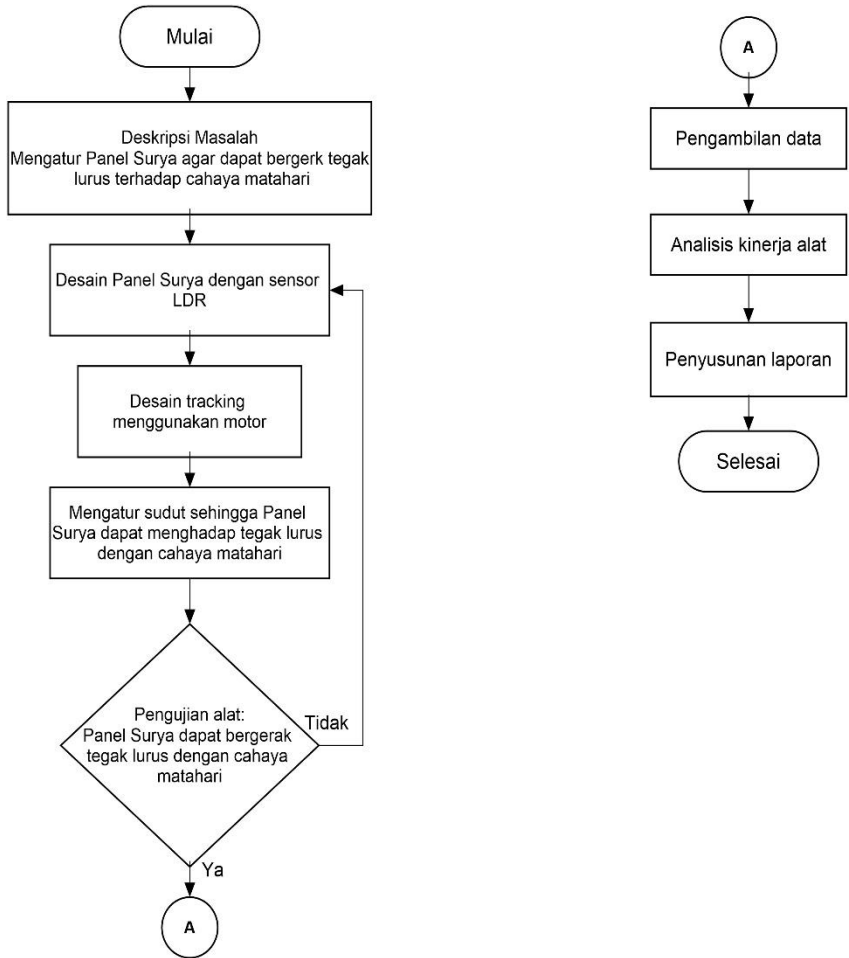 Mulai
Deskripsi Masalah
Mengatur Panel Surya agar dapat bergerk tegak
lurus terhadap cahaya matahari
Desain Panel Surya dengan sensor
LDR
Desain tracking
menggunakan motor
Mengatur sudut sehingga Panel
Surya dapat menghadap tegak lurus
dengan cahaya matahari
Pengujian alat:
Panel Surya dapat bergerak
tegak lurus dengan cahaya
matahari
Tidak
Ya
A
A
Pengambilan data
Analisis kinerja alat
Penyusunan laporan
Selesai